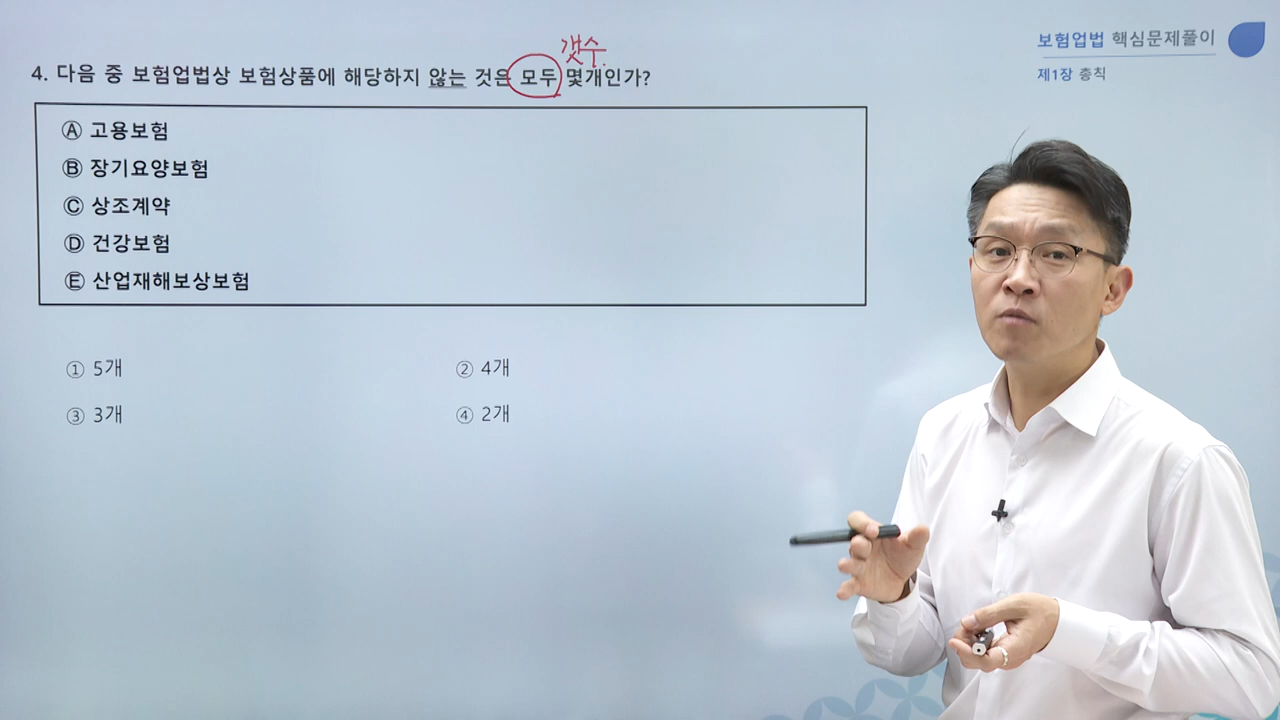 보험업법 핵심문제풀이
제1장 총칙
갯수.
4. 다음 중 보험업법상 보험상품에 해당하지 않는 것은 모두 몇개인가?
Ⓐ 고용보험
Ⓑ 장기요양보험
Ⓒ 상조계약
Ⓓ 건강보험
Ⓔ 산업재해보상보험
① 5개
② 4개
③ 3개
④ 2개